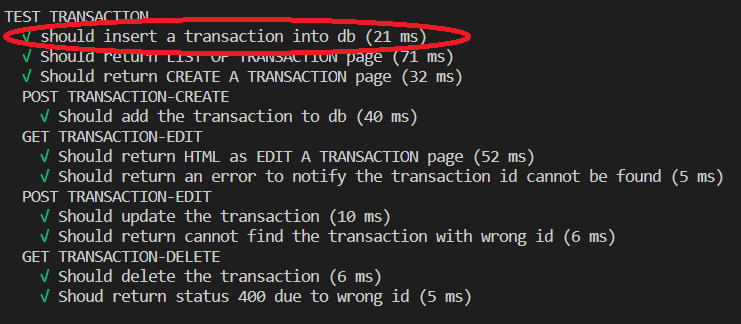 TEST TRANSACTION
√ should insert a transaction into db (21 ms)
√ Should return LIST OF TRANSACTION page (71 ms)
√ Should return CREATE A TRANSACTION page (32 ms)
POST TRANSACTION-CREATE
√ Should add the transaction to db (40 ms)
GET TRANSACTION-EDIT
√ Should return HTML as EDIT A TRANSACTION page (52 ms)
√ Should return an error to notify the transaction id cannot be found (5 ms)
POST TRANSACTION-EDIT
√ Should update the transaction (10 ms)
√ Should return cannot find the transaction with wrong id (6 ms)
GET TRANSACTION-DELETE
√ Should delete the transaction (6 ms)
√ Shoud return status 400 due to wrong id (5 ms)